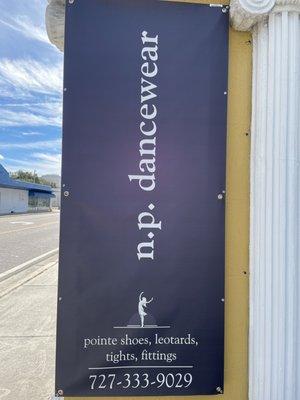 n.p. dancewear
pointe shoes, leotards,
tights, fittings
727-333-9029